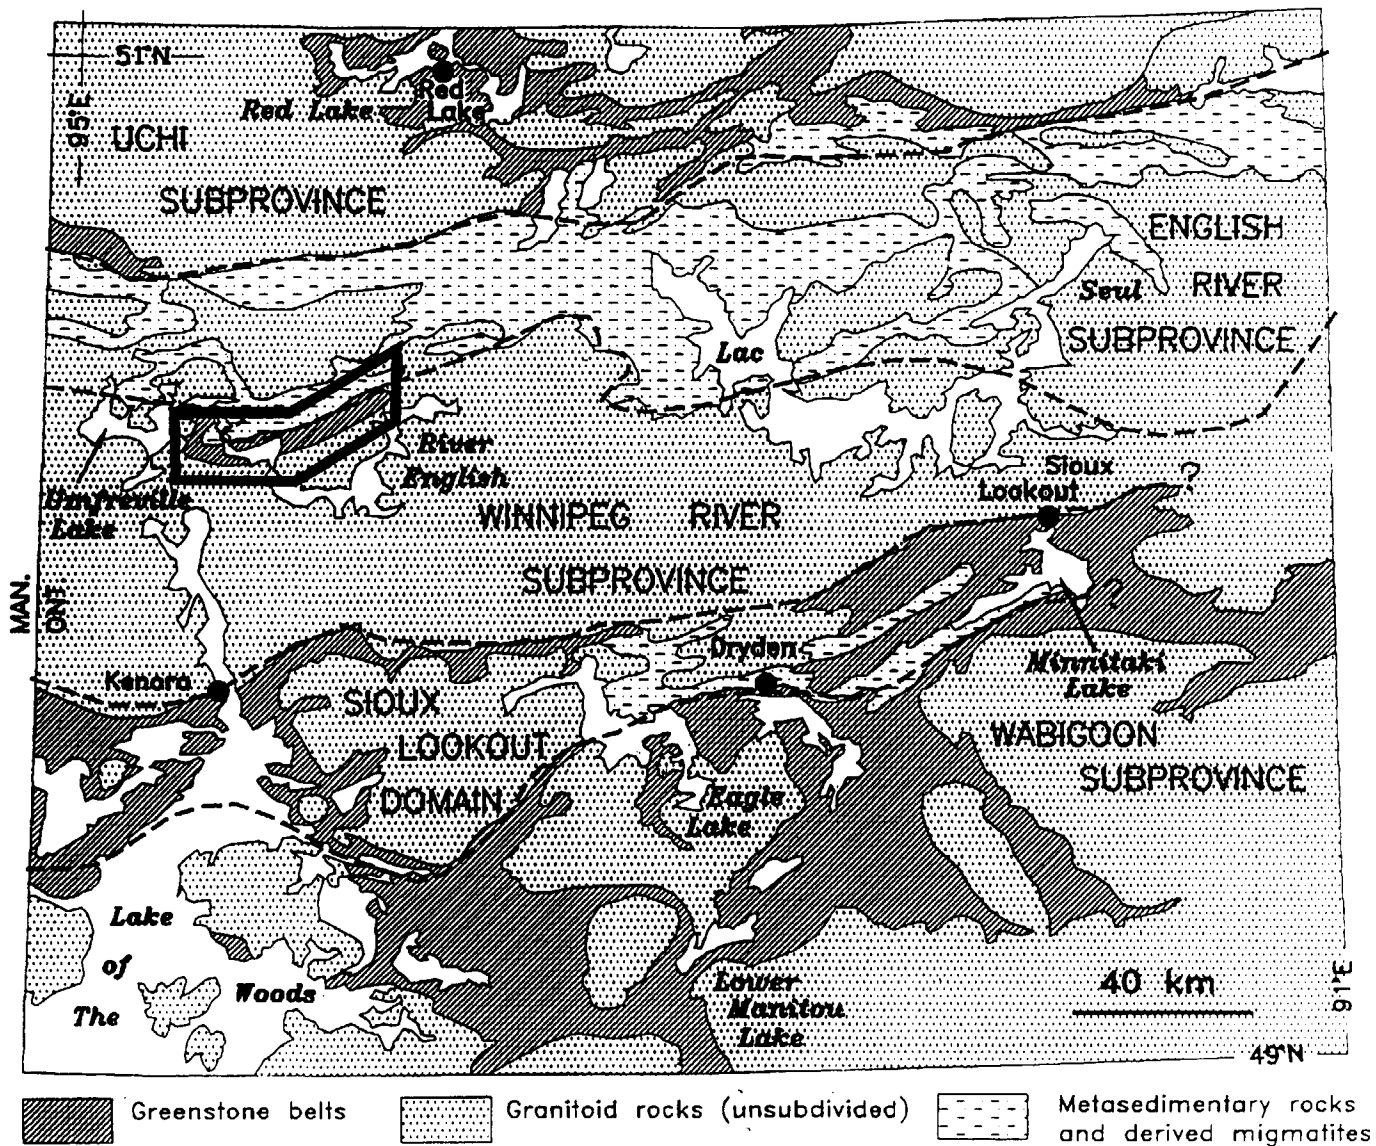 51°N
95°E
Red Lake
Red
Lake
UCHI
SUBPROVINCE
ENGLISH
RIVER
SUBPROVINCE
Seul
Lac
River
English
Umfreville
Lake
WINNIPEG RIVER
SUBPROVINCE
Sioux
Lookout
?
?
MAN.
ONT.
Kenora
Dryden
Minnitaki
Lake
SIOUX
LOOKOUT
DOMAIN
WABIGOON
SUBPROVINCE
Eagle
Lake
Lake
of
The
Woods
Lower
Manitou
Lake
40 km
91°E
49°N
Greenstone belts
Granitoid rocks (unsubdivided)
Metasedimentary rocks
and derived migmatites